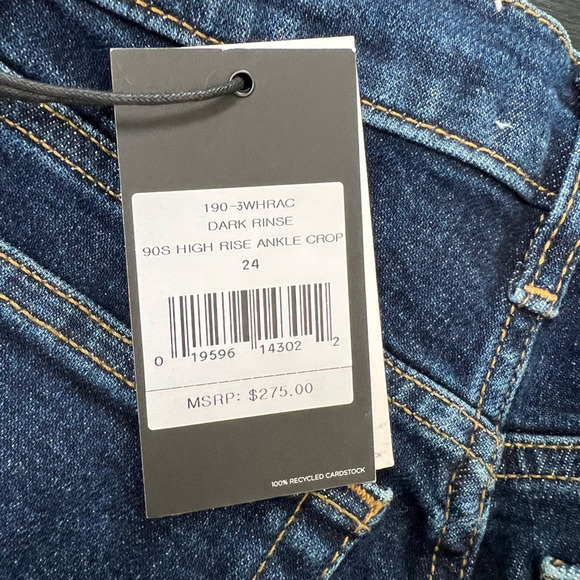 190-3WHRAC
DARK RINSE
90S HIGH RISE ANKLE CROP
24
0 19596 14302 2
MSRP: $275.00
100% RECYCLED CARDSTOCK